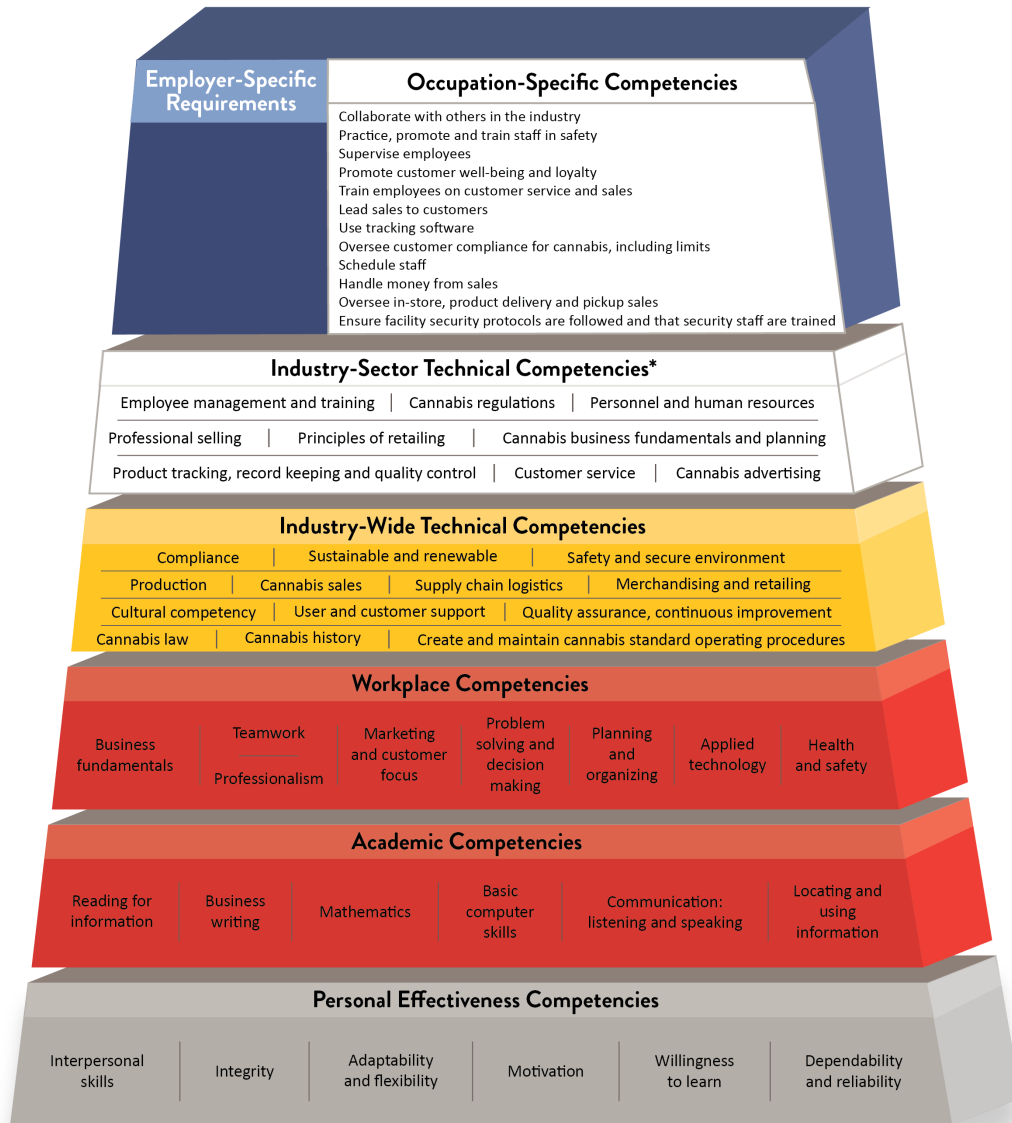 Employer-Specific
Requirements
Occupation-Specific Competencies
Collaborate with others in the industry
Practice, promote and train staff in safety
Supervise employees
Promote customer well-being and loyalty
Train employees on customer service and sales
Lead sales to customers
Use tracking software
Oversee customer compliance for cannabis, including limits
Schedule staff
Handle money from sales
Oversee in-store, product delivery and pickup sales
Ensure facility security protocols are followed and that security staff are trained
Industry-Sector Technical Competencies*
Employee management and training | Cannabis regulations | Personnel and human resources
Professional selling | Principles of retailing | Cannabis business fundamentals and planning
Product tracking, record keeping and quality control | Customer service | Cannabis advertising
Industry-Wide Technical Competencies
Compliance | Sustainable and renewable | Safety and secure environment
Production | Cannabis sales | Supply chain logistics | Merchandising and retailing
Cultural competency | User and customer support | Quality assurance, continuous improvement
Cannabis law | Cannabis history | Create and maintain cannabis standard operating procedures
Workplace Competencies
Business
fundamentals
Teamwork
Professionalism
Marketing
and customer
focus
Problem
solving and
decision
making
Planning
and
organizing
Applied
technology
Health
and safety
Academic Competencies
Reading for
information
Business
writing
Mathematics
Basic
computer
skills
Communication:
listening and speaking
Locating and
using
information
Personal Effectiveness Competencies
Interpersonal
skills
Integrity
Adaptability
and flexibility
Motivation
Willingness
to learn
Dependability
and reliability